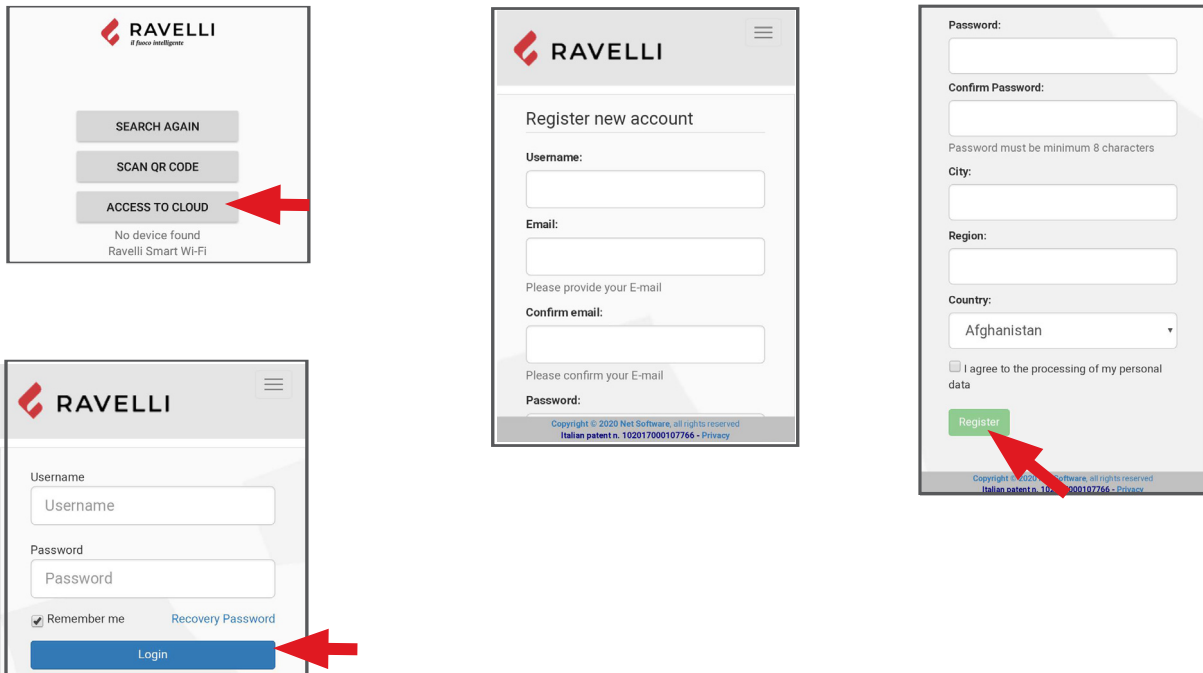 RAVELLI
il fuoco intelligente
SEARCH AGAIN
SCAN QR CODE
ACCESS TO CLOUD
No device found
Ravelli Smart Wi-Fi
RAVELLI
Username
Username
Password
Password
Remember me
Recovery Password
Login
RAVELLI
Register new account
Username:
Email:
Please provide your E-mail
Confirm email:
Please confirm your E-mail
Password:
Copyright © 2020 Net Software, all rights reserved
Italian patent n. 102017000107766 - Privacy
Password:
Confirm Password:
Password must be minimum 8 characters
City:
Region:
Country:
Afghanistan
I agree to the processing of my personal
data
Register
Copyright © 2020 all rights reserved
Italian patent n. - Privacy